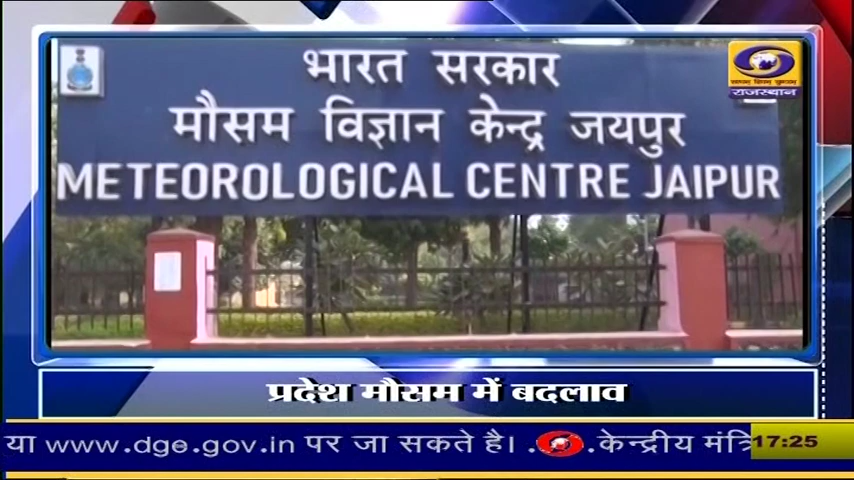 भारत सरकार
मौसम विज्ञान केन्द्र जयपुर
METEOROLOGICAL CENTRE JAIPUR
राजस्थान
प्रदेश मौसम में बदलाव
या www.dge.gov.in पर जा सकते है। . .केन्द्रीय मंत्रि
17:25